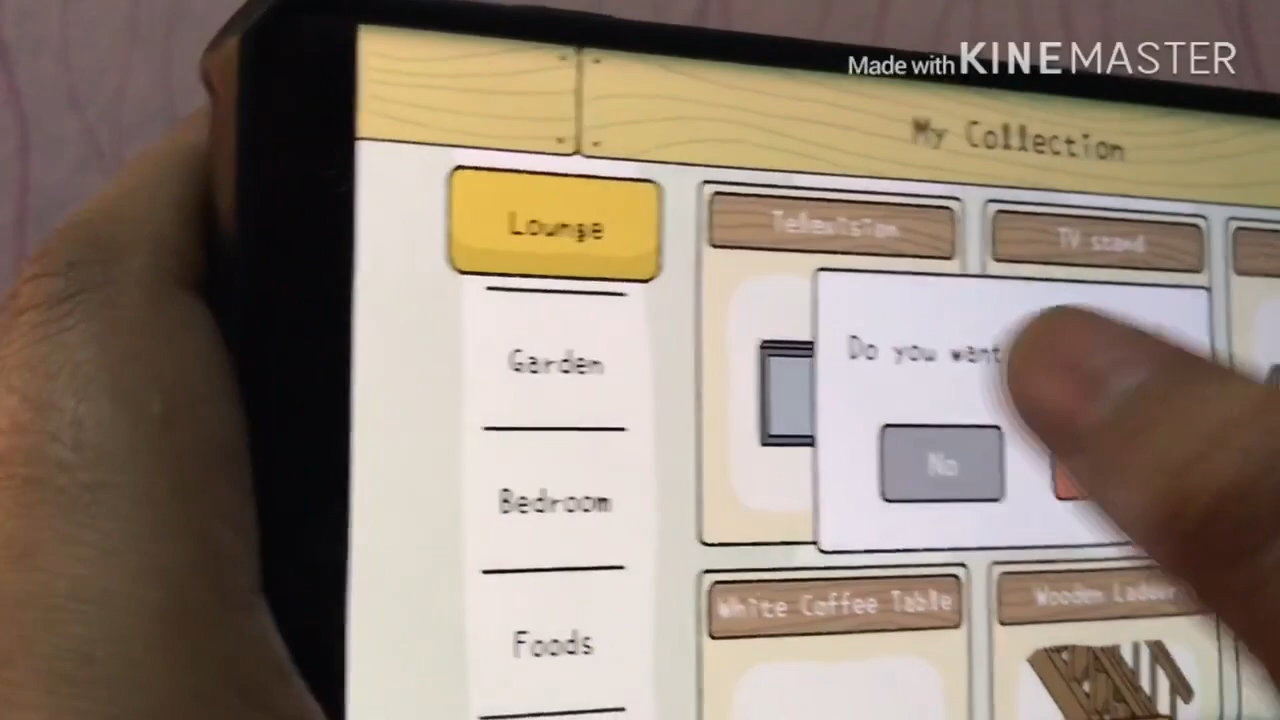 Made with KINEMASTER
My Collection
Lounge
Television
TV stand
Garden
Do you want
No
Bedroom
White Coffee Table
Wooden Ladder
Foods